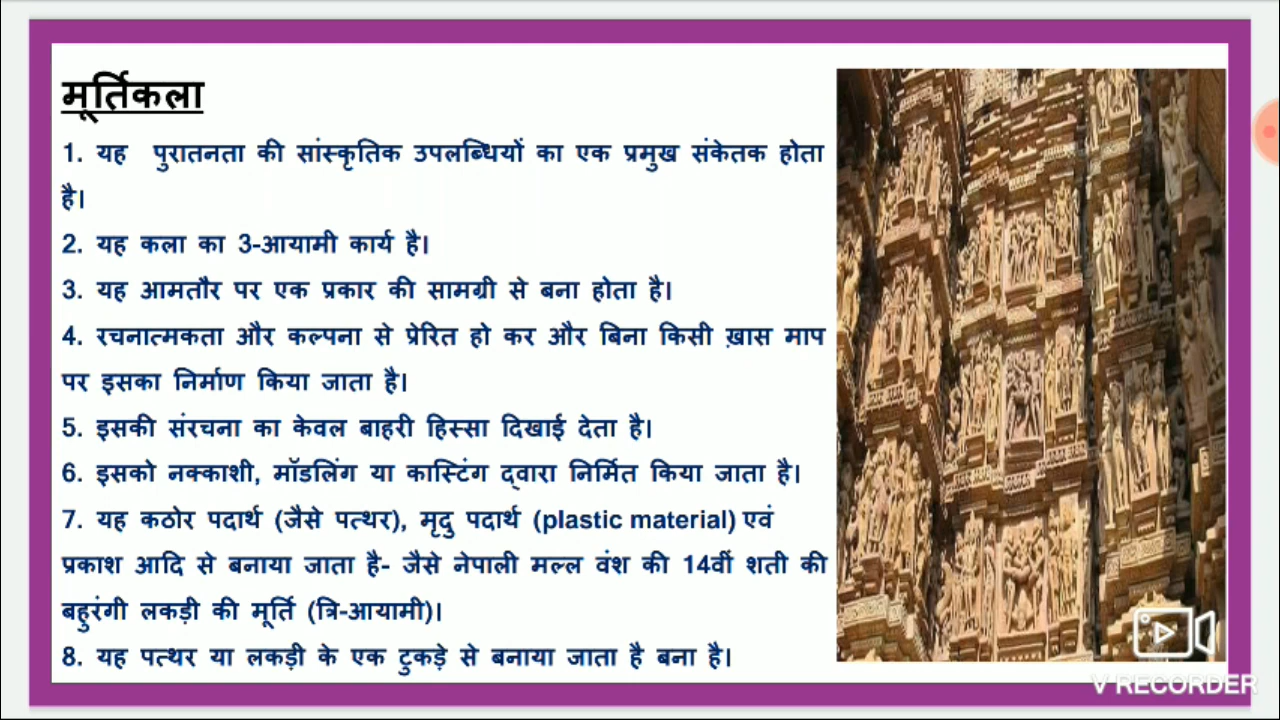 मूर्तिकला
1. यह पुरातनता की सांस्कृतिक उपलब्धियों का एक प्रमुख संकेतक होता
है।
2. यह कला का 3-आयामी कार्य है।
3. यह आमतौर पर एक प्रकार की सामग्री से बना होता है।
4. रचनात्मकता और कल्पना से प्रेरित हो कर और बिना किसी ख़ास माप
पर इसका निर्माण किया जाता है।
5. इसकी संरचना का केवल बाहरी हिस्सा दिखाई देता है।
6. इसको नक्काशी, मॉडलिंग या कास्टिंग द्वारा निर्मित किया जाता है।
7. यह कठोर पदार्थ (जैसे पत्थर), मृदु पदार्थ (plastic material) एवं
प्रकाश आदि से बनाया जाता है- जैसे नेपाली मल्ल वंश की 14वीं शती की
बहुरंगी लकड़ी की मूर्ति (त्रि-आयामी)।
8. यह पत्थर या लकड़ी के एक टुकड़े से बनाया जाता है बना है।
V RECORDER